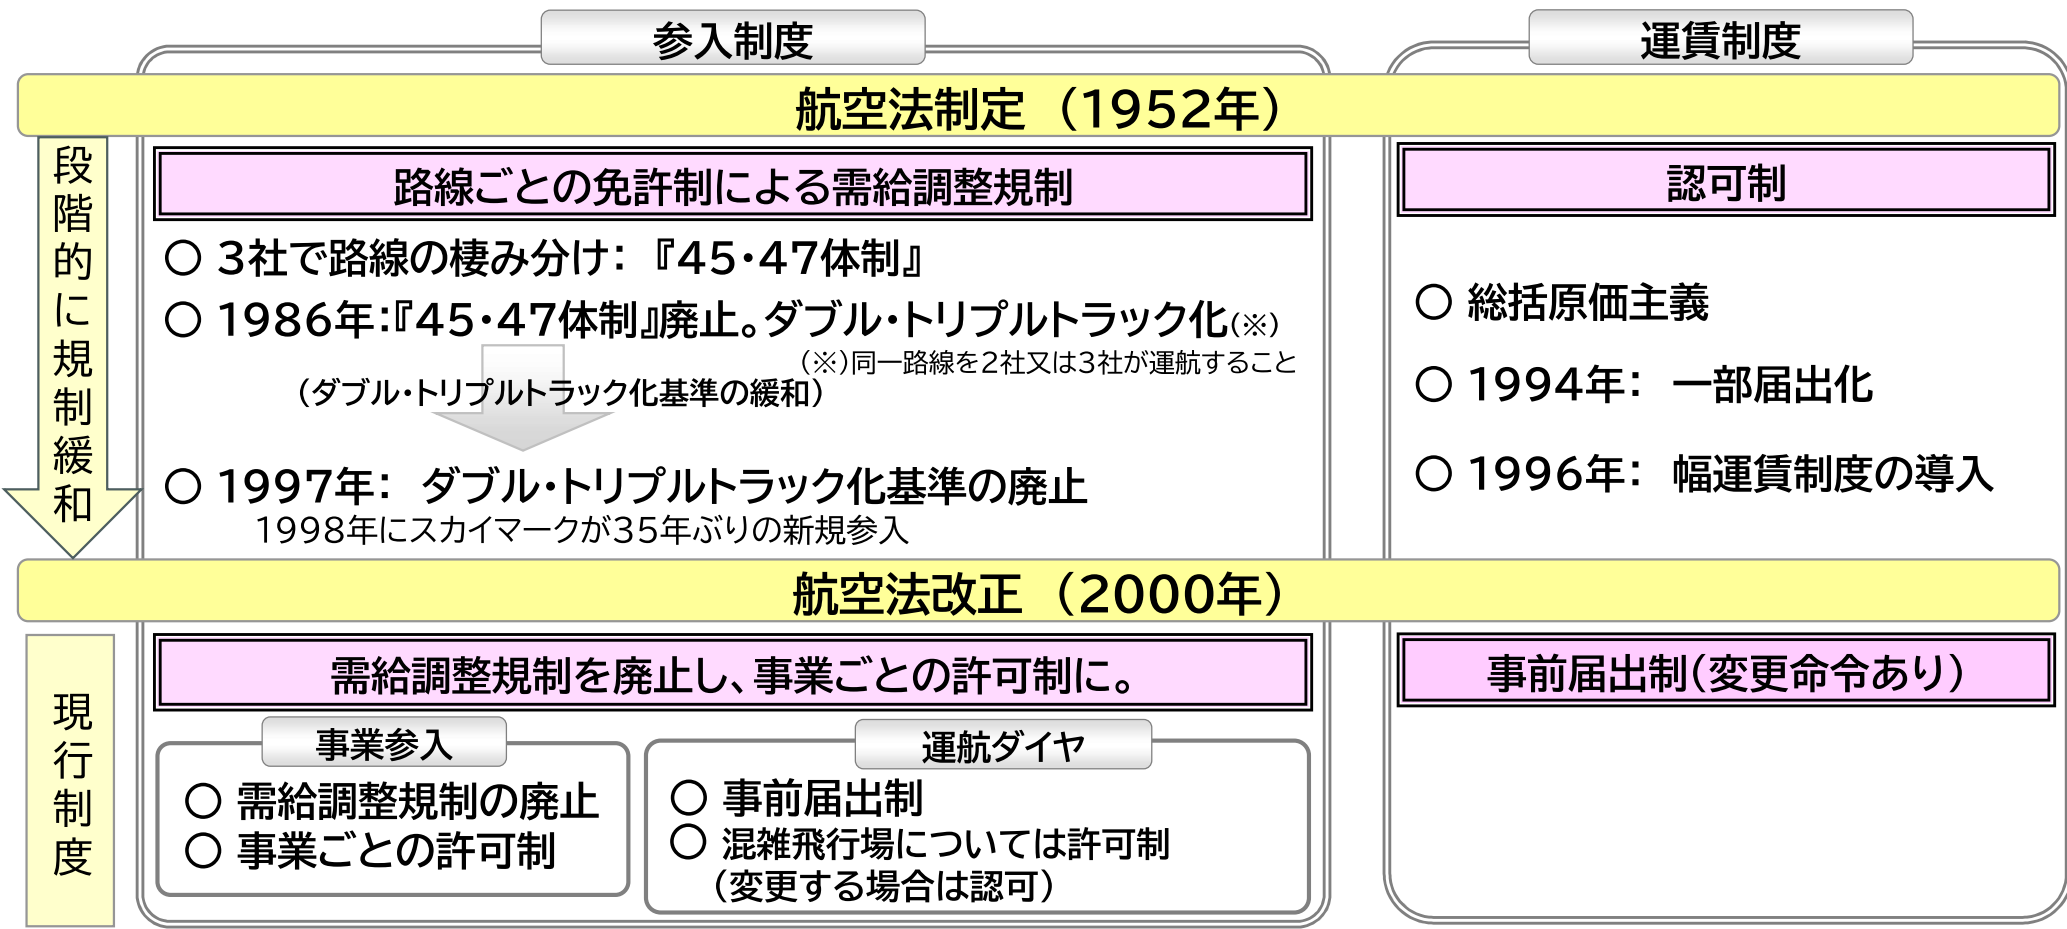 参入制度
運賃制度
航空法制定 （1952年）
段階的に規制緩和
路線ごとの免許制による需給調整規制
○ 3社で路線の棲み分け： 『45・47体制』
○ 1986年：『45・47体制』廃止。ダブル・トリプルトラック化（※）
（※）同一路線を2社又は3社が運航すること
（ダブル・トリプルトラック化基準の緩和）
○ 1997年： ダブル・トリプルトラック化基準の廃止
1998年にスカイマークが35年ぶりの新規参入
認可制
○ 総括原価主義
○ 1994年： 一部届出化
○ 1996年： 幅運賃制度の導入
航空法改正 （2000年）
現行制度
需給調整規制を廃止し、事業ごとの許可制に。
事業参入
○ 需給調整規制の廃止
○ 事業ごとの許可制
運航ダイヤ
○ 事前届出制
○ 混雑飛行場については許可制
（変更する場合は認可）
事前届出制（変更命令あり）